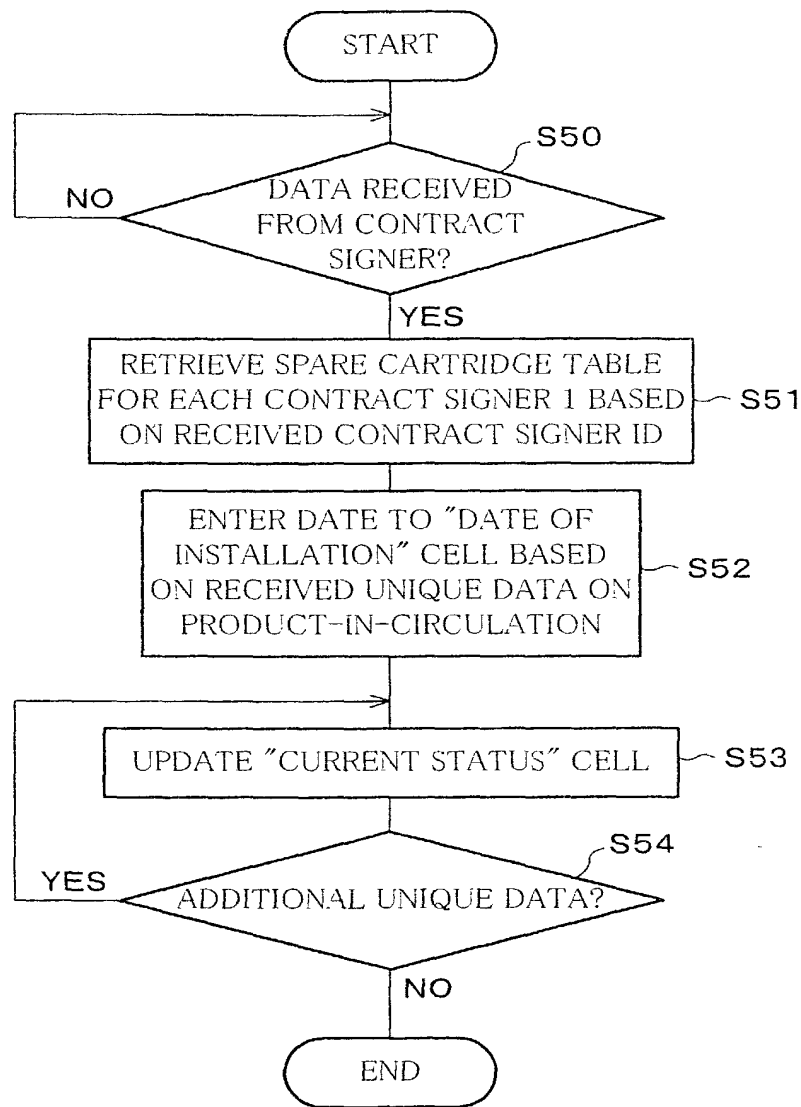 START
S50
NO
DATA RECEIVED
FROM CONTRACT
SIGNER?
YES
RETRIEVE SPARE CARTRIDGE TABLE
FOR EACH CONTRACT SIGNER 1 BASED
ON RECEIVED CONTRACT SIGNER ID
S51
ENTER DATE TO "DATE OF
INSTALLATION" CELL BASED
ON RECEIVED UNIQUE DATA ON
PRODUCT-IN-CIRCULATION
S52
UPDATE "CURRENT STATUS" CELL
S53
S54
YES
ADDITIONAL UNIQUE DATA?
NO
END